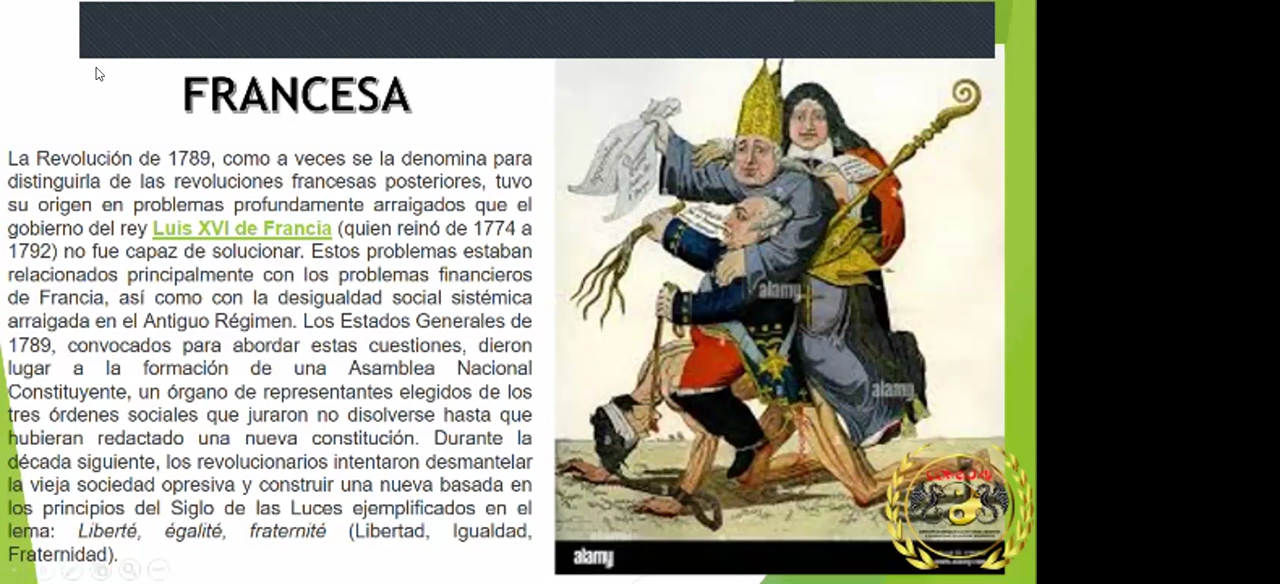 FRANCESA
La Revolución de 1789, como a veces se la denomina para
distinguirla de las revoluciones francesas posteriores, tuvo
su origen en problemas profundamente arraigados que el
gobierno del rey Luis XVI de Francia (quien reinó de 1774 a
1792) no fue capaz de solucionar. Estos problemas estaban
relacionados principalmente con los problemas financieros
de Francia, así como con la desigualdad social sistémica
arraigada en el Antiguo Régimen. Los Estados Generales de
1789, convocados para abordar estas cuestiones, dieron
lugar a la formación de una Asamblea Nacional
Constituyente, un órgano de representantes elegidos de los
tres órdenes sociales que juraron no disolverse hasta que
hubieran redactado una nueva constitución. Durante la
década siguiente, los revolucionarios intentaron desmantelar
la vieja sociedad opresiva y construir una nueva basada en
los principios del Siglo de las Luces ejemplificados en el
lema: Liberté, égalité, fraternité (Libertad, Igualdad,
Fraternidad).
alamy
alamy
alamy